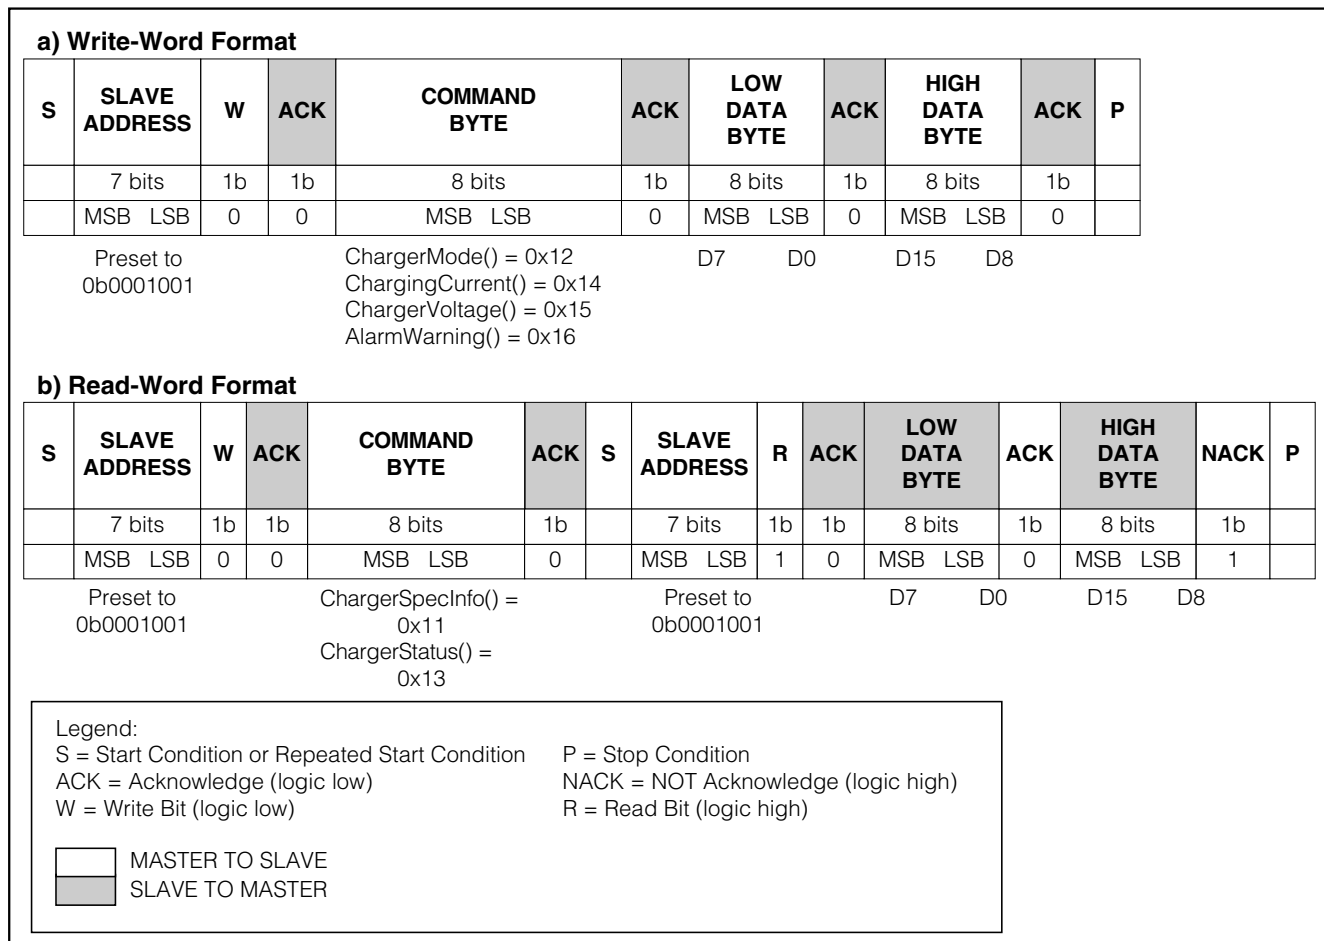 a) Write-Word Format
S SLAVE ADDRESS W ACK COMMAND BYTE ACK LOW DATA BYTE ACK HIGH DATA BYTE ACK P
7 bits 1b 1b 8 bits 1b 8 bits 1b 8 bits 1b
MSB LSB 0 0 MSB LSB 0 MSB LSB 0 MSB LSB 0
Preset to 0b0001001
ChargerMode() = 0x12
ChargingCurrent() = 0x14
ChargerVoltage() = 0x15
AlarmWarning() = 0x16
D7 D0 D15 D8
b) Read-Word Format
S SLAVE ADDRESS W ACK COMMAND BYTE ACK S SLAVE ADDRESS R ACK LOW DATA BYTE ACK HIGH DATA BYTE NACK P
7 bits 1b 1b 8 bits 1b 7 bits 1b 1b 8 bits 1b 8 bits 1b
MSB LSB 0 0 MSB LSB 0 MSB LSB 1 0 MSB LSB 0 MSB LSB 1
Preset to 0b0001001
ChargerSpecInfo() =
0x11
ChargerStatus() =
0x13
Preset to 0b0001001
D7 D0 D15 D8
Legend:
S = Start Condition or Repeated Start Condition P = Stop Condition
ACK = Acknowledge (logic low) NACK = NOT Acknowledge (logic high)
W = Write Bit (logic low) R = Read Bit (logic high)
MASTER TO SLAVE
SLAVE TO MASTER